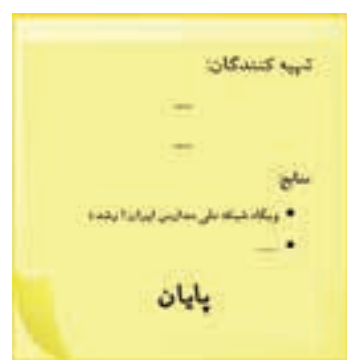 تهیه کنندگان:
....
....
منابع
• وبگاه شبکه ملی مدارس ایران ( رشد )
• .....
پایان